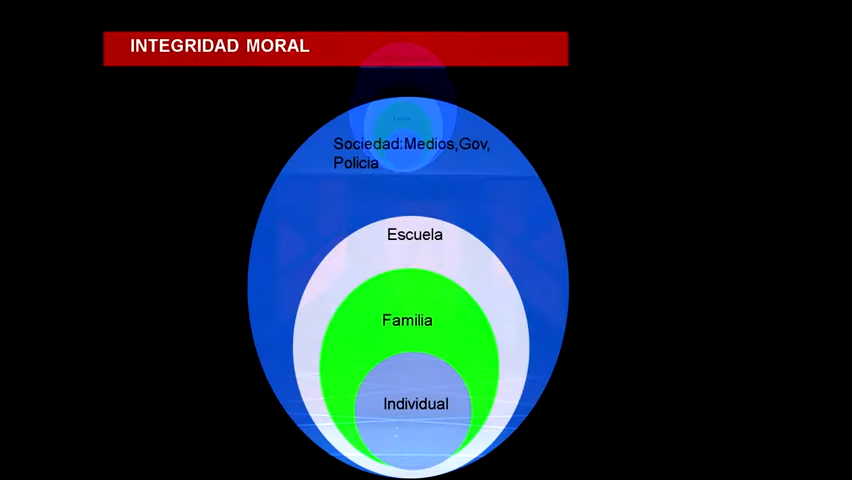 INTEGRIDAD MORAL
Sociedad:Medios,Gov,
Policia
Escuela
Familia
Individual